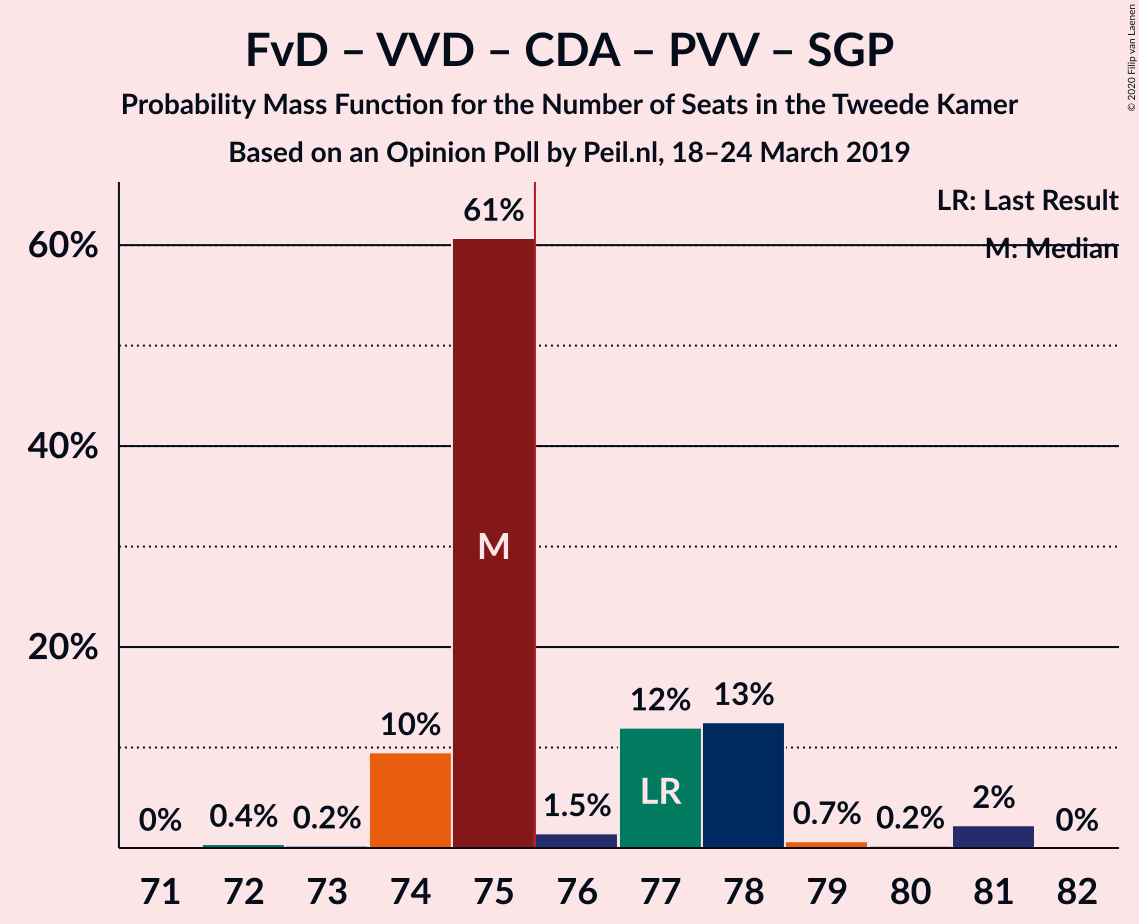 FvD – VVD – CDA – PVV – SGP
Probability Mass Function for the Number of Seats in the Tweede Kamer
Based on an Opinion Poll by Peil.nl, 18–24 March 2019
© 2020 Filip van Laenen
LR: Last Result
M: Median
60%
40%
20%
0%
0.4%
0.2%
10%
61%
M
1.5%
12%
LR
13%
0.7%
0.2%
2%
0%
71 72 73 74 75 76 77 78 79 80 81 82